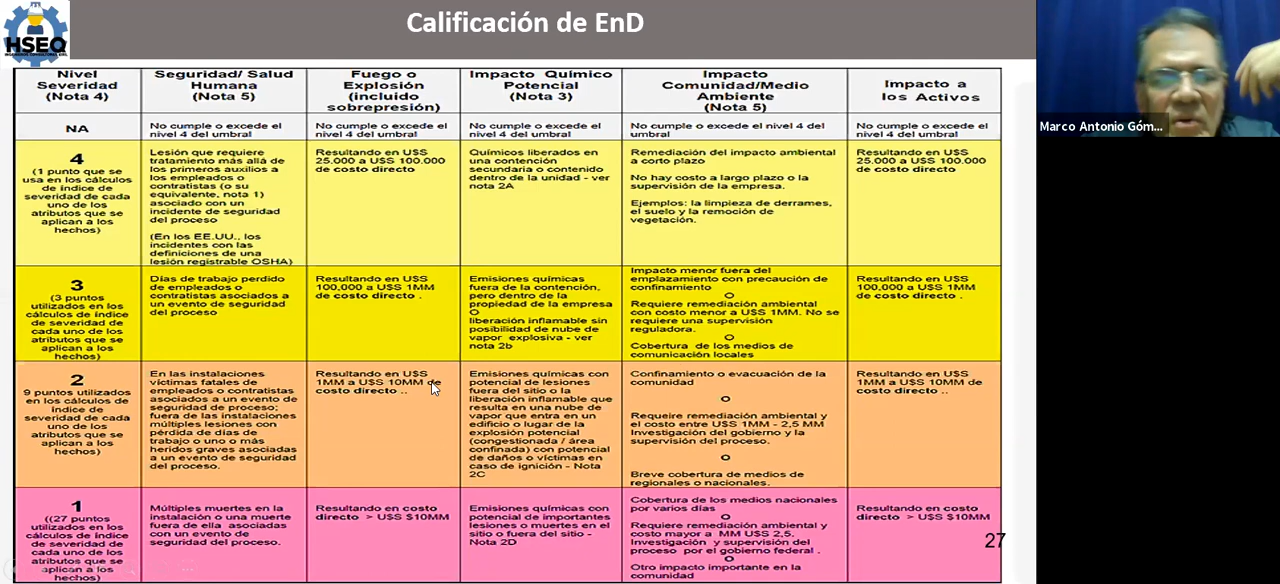 Calificación de EnD
HSEQ
Marco Antonio Góm...
Nivel
Severidad
(Nota 4)
Seguridad/ Salud
Humana
(Nota 5)
Fuego o
Explosión
(incluido
sobrepresión)
Impacto Químico
Potencial
(Nota 3)
Impacto
Comunidad/Medio
Ambiente
(Nota 5)
Impacto a
los Activos
NA
No cumple o excede el
nivel 4 del umbral
No cumple o excede el
nivel 4 del umbral
No cumple o excede el
nivel 4 del umbral
No cumple o excede el nivel 4 del
umbral
No cumple o excede el
nivel 4 del umbral
4
(1 punto que se
usa en los cálculos
de índice de
severidad de cada
uno de los
atributos que se
aplican a los
hechos)
Lesión que requiere
tratamiento más allá de
los primeros auxilios a
los empleados o
contratistas (o su
equivalente, nota 1)
asociado con un
incidente de seguridad
del proceso
(En los EE.UU., los
incidentes con las
definiciones de una
lesión registrable OSHA)
Resultando en U$S
25.000 a U$S 100.000
de costo directo
Químicos liberados en
una contención
secundaria o contenido
dentro de la unidad - ver
nota 2A
Remediación del impacto ambiental
a corto plazo
No hay costo a largo plazo o la
supervisión de la empresa.
Ejemplos: la limpieza de derrames,
el suelo y la remoción de
vegetación.
Resultando en U$S
25.000 a U$S 100.000
de costo directo
3
(3 puntos
utilizados en los
cálculos de índice
de severidad de
cada uno de los
atributos que se
aplican a los
hechos)
Días de trabajo perdido
de empleados o
contratistas asociados a
un evento de seguridad
del proceso
Resultando en U$S
100,000 a U$S 1MM
de costo directo .
Emisiones químicas
fuera de la contención,
pero dentro de la
propiedad de la empresa
O
liberación inflamable sin
posibilidad de nube de
vapor explosiva - ver
nota 2b
Impacto menor fuera del
emplazamiento con precaución de
confinamiento
O
Requiere remediación ambiental
con costo menor a U$S 1MM. No se
requiere una supervisión
reguladora.
O
Cobertura de los medios de
comunicación locales
Resultando en U$S
100,000 a U$S 1MM
de costo directo .
2
9 puntos utilizados
en los cálculos de
índice de
severidad de cada
uno de los
atributos que se
aplican a los
hechos)
En las instalaciones
víctimas fatales de
empleados o contratistas
asociados a un evento de
seguridad de proceso;
fuera de las instalaciones
múltiples lesiones con
pérdida de días de
trabajo o uno o más
heridos graves asociadas
a un evento de seguridad
del proceso.
Resultando en U$S
1MM a U$S 10MM de
costo directo ..
Emisiones químicas con
potencial de lesiones
fuera del sitio o la
liberación inflamable que
resulta en una nube de
vapor que entra en un
edificio o lugar de la
explosión potencial
(congestionada / área
confinada) con potencial
de daños o víctimas en
caso de ignición - Nota
2C
Confinamiento o evacuación de la
comunidad
O
Requeire remediación ambiental y
el costo entre U$S 1MM - 2,5 MM
Investigación del gobierno y la
supervisión del proceso.
O
Breve cobertura de medios de
regionales o nacionales.
Resultando en U$S
1MM a U$S 10MM de
costo directo ..
1
((27 puntos
utilizados en los
cálculos de índice
de severidad de
cada uno de los
atributos que se
aplican a los
hechos)
Múltiples muertes en la
instalación o una muerte
fuera de ella asociadas
con un evento de
seguridad del proceso.
Resultando en costo
directo > U$S $10MM
Emisiones químicas con
potencial de importantes
lesiones o muertes en el
sitio o fuera del sitio -
Nota 2D
Cobertura de los medios nacionales
por varios días
O
Requiere remediación ambiental y
costo mayor a MM U$S 2,5.
Investigación y supervisión del
proceso por el gobierno federal .
O
Otro impacto importante en la
comunidad
Resultando en costo
directo > U$S $10MM
27